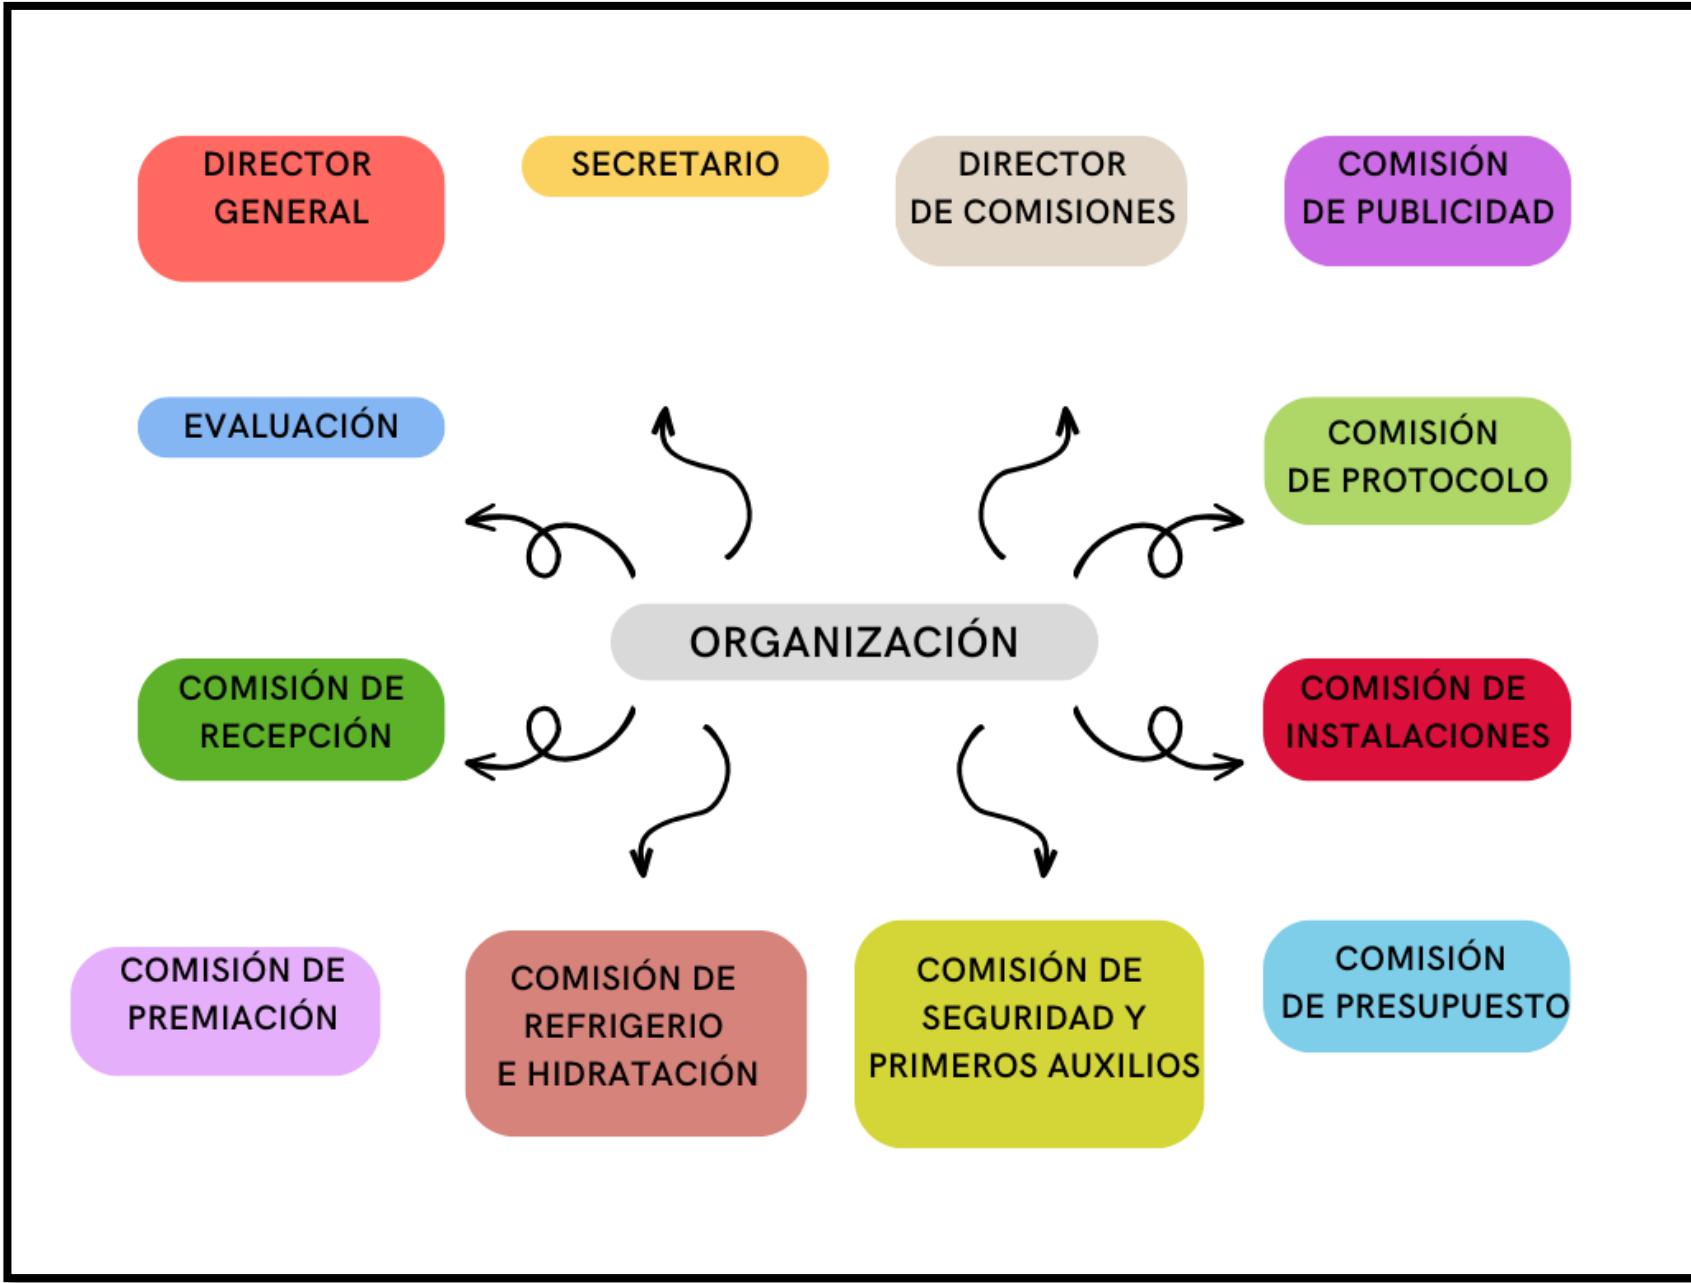 DIRECTOR
GENERAL
SECRETARIO
DIRECTOR
DE COMISIONES
COMISIÓN
DE PUBLICIDAD
EVALUACIÓN
COMISIÓN
DE PROTOCOLO
ORGANIZACIÓN
COMISIÓN DE
RECEPCIÓN
COMISIÓN DE
INSTALACIONES
COMISIÓN DE
PREMIACIÓN
COMISIÓN DE
REFRIGERIO
E HIDRATACIÓN
COMISIÓN DE
SEGURIDAD Y
PRIMEROS AUXILIOS
COMISIÓN
DE PRESUPUESTO